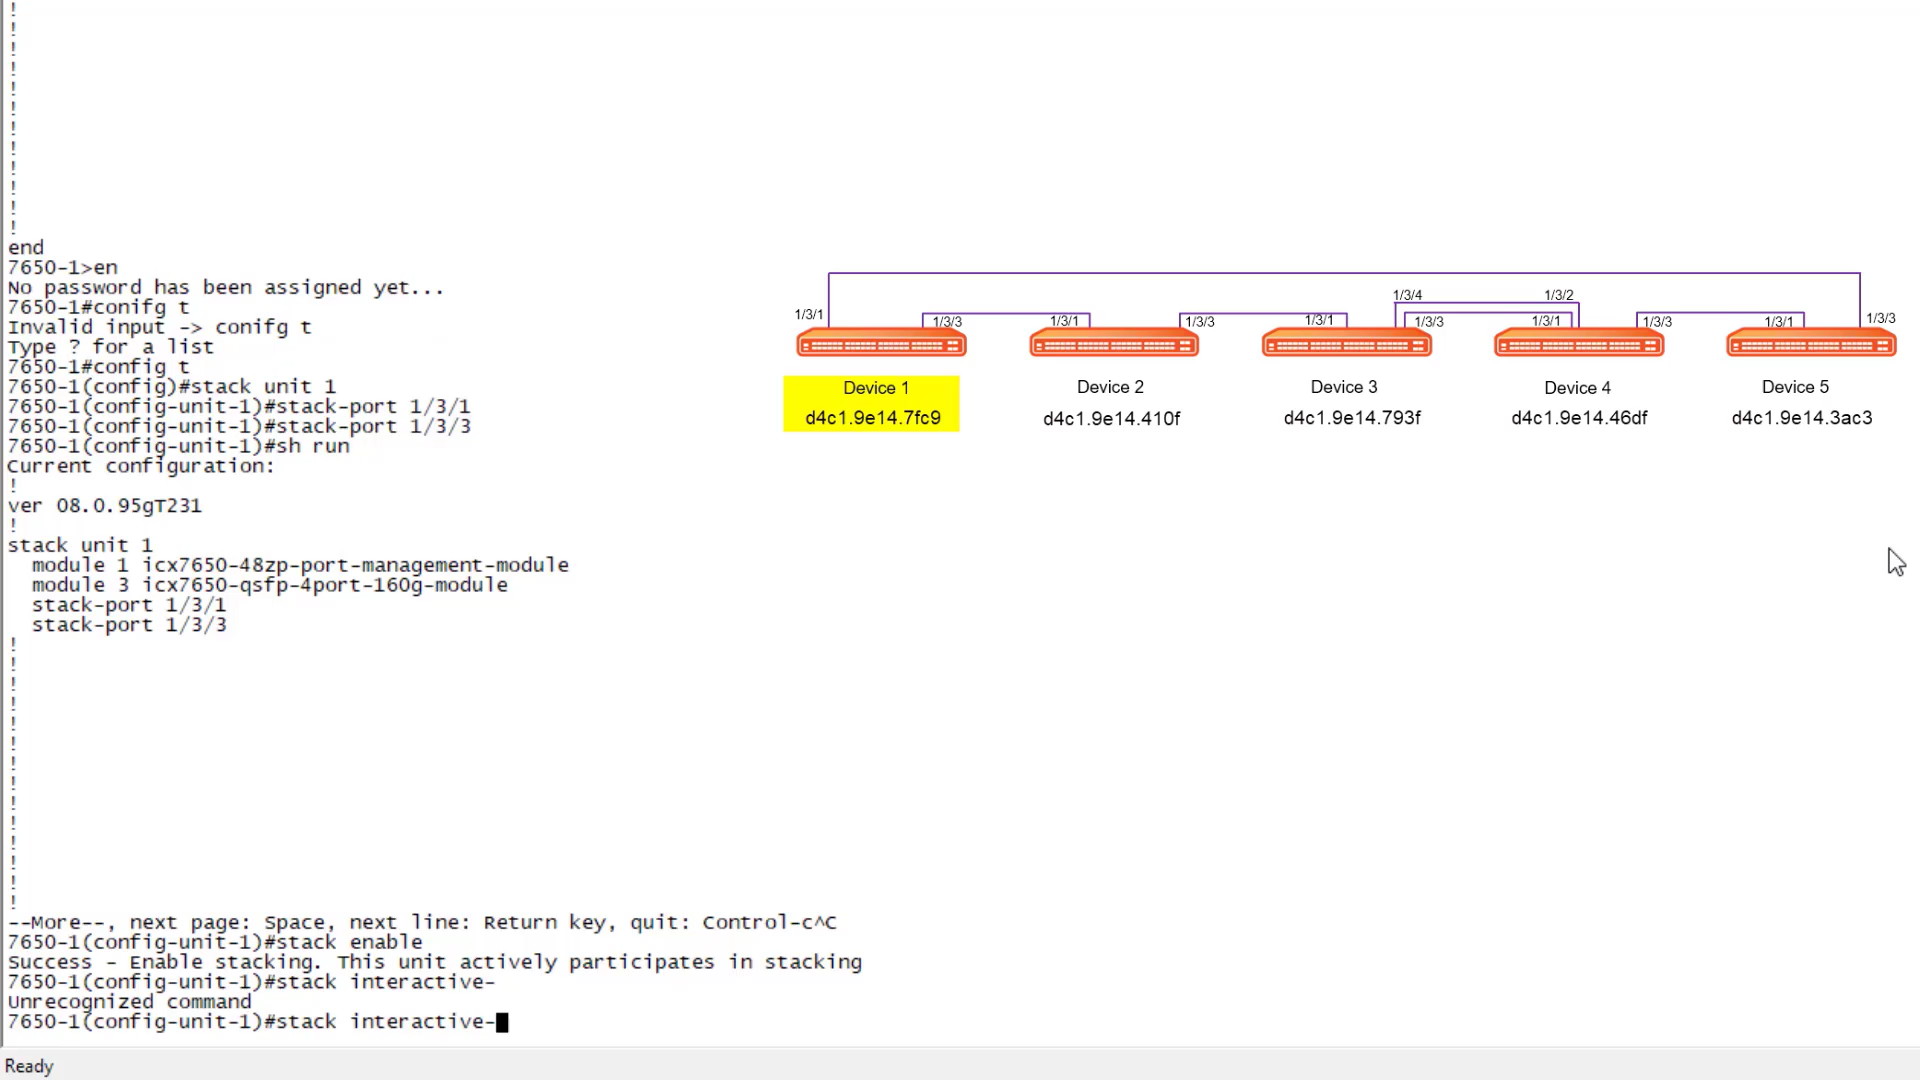 !
!
!
!
!
!
!
!
!
!
!
!
end
7650-1>en
No password has been assigned yet...
7650-1#conifg t
Invalid input -> conifg t
Type ? for a list
7650-1#config t
7650-1(config)#stack unit 1
7650-1(config-unit-1)#stack-port 1/3/1
7650-1(config-unit-1)#stack-port 1/3/3
7650-1(config-unit-1)#sh run
Current configuration:
!
ver 08.0.95gT231
!
stack unit 1
  module 1 icx7650-48zp-port-management-module
  module 3 icx7650-qsfp-4port-160g-module
  stack-port 1/3/1
  stack-port 1/3/3
!
!
!
!
!
!
!
!
!
!
!
!
!
!
--More--, next page: Space, next line: Return key, quit: Control-c^C
7650-1(config-unit-1)#stack enable
Success - Enable stacking. This unit actively participates in stacking
7650-1(config-unit-1)#stack interactive-
Unrecognized command
7650-1(config-unit-1)#stack interactive-
1/3/4 1/3/2
1/3/1 1/3/3 1/3/1 1/3/3 1/3/1 1/3/3 1/3/1 1/3/3 1/3/1 1/3/3
Device 1 Device 2 Device 3 Device 4 Device 5
d4c1.9e14.7fc9 d4c1.9e14.410f d4c1.9e14.793f d4c1.9e14.46df d4c1.9e14.3ac3
Ready